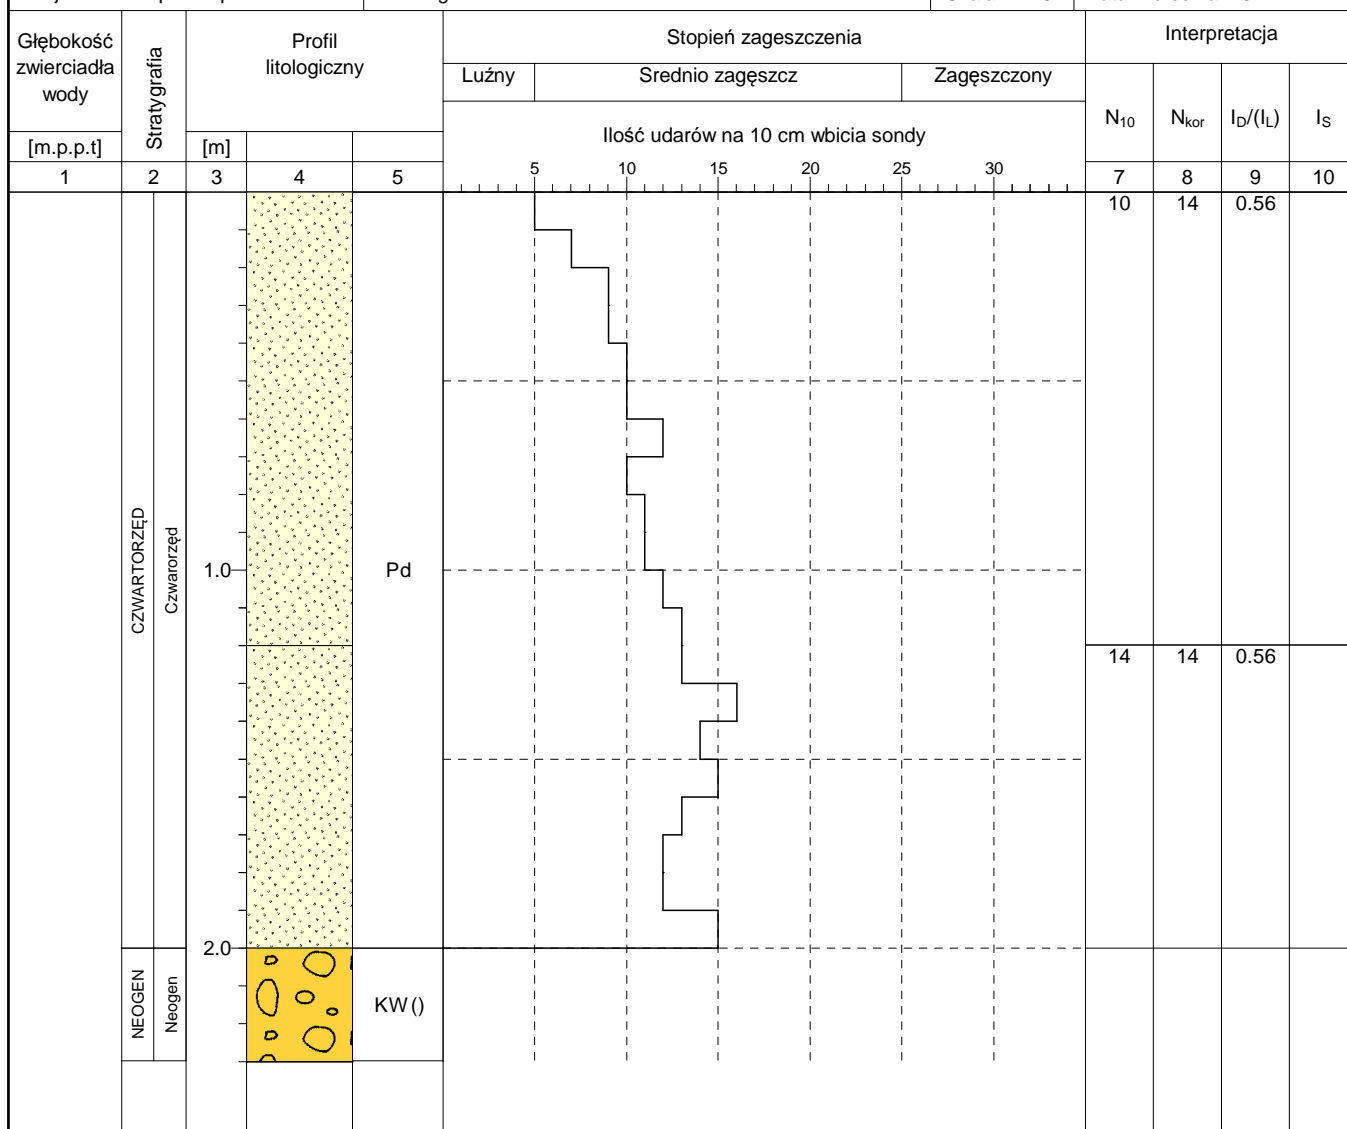 Głębokość
zwierciadła
wody
[m.p.p.t]
Stratygrafia
Profil
litologiczny
[m]
Stopień zageszczenia
Luźny
Srednio zagęszcz
Zagęszczony
Ilość udarów na 10 cm wbicia sondy
5 10 15 20 25 30
Interpretacja
N10 Nkor ID/(IL) IS
1 2 3 4 5 7 8 9 10
10 14 0.56
CZWARTORZĘD
Czwarorzęd
1.0
Pd
14 14 0.56
2.0
NEOGEN
Neogen
KW ()